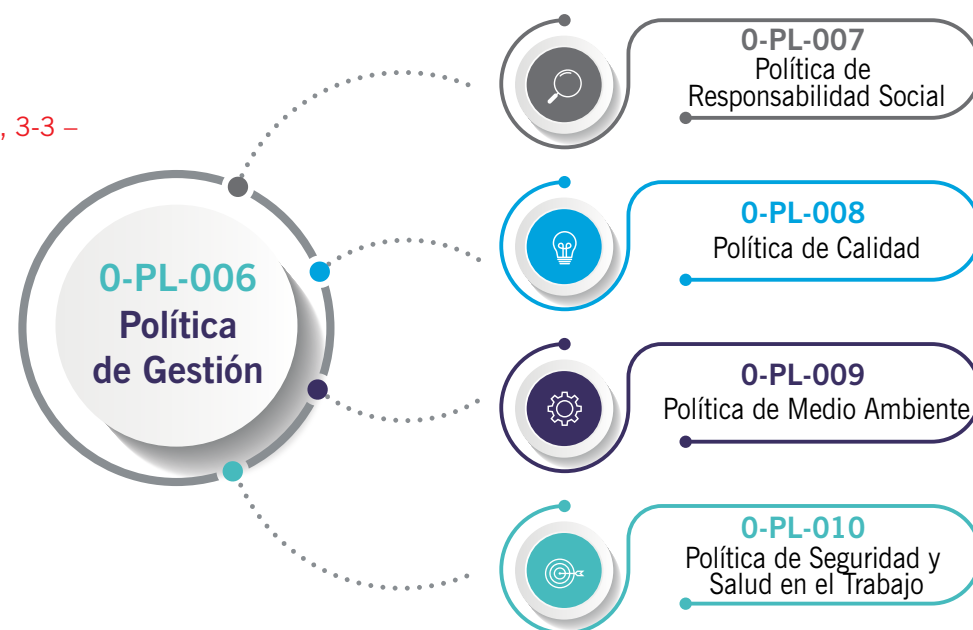 , 3-3 –
0-PL-006
Política
de Gestión
0-PL-007
Política de
Responsabilidad Social
0-PL-008
Política de Calidad
0-PL-009
Política de Medio Ambiente
0-PL-010
Política de Seguridad y
Salud en el Trabajo